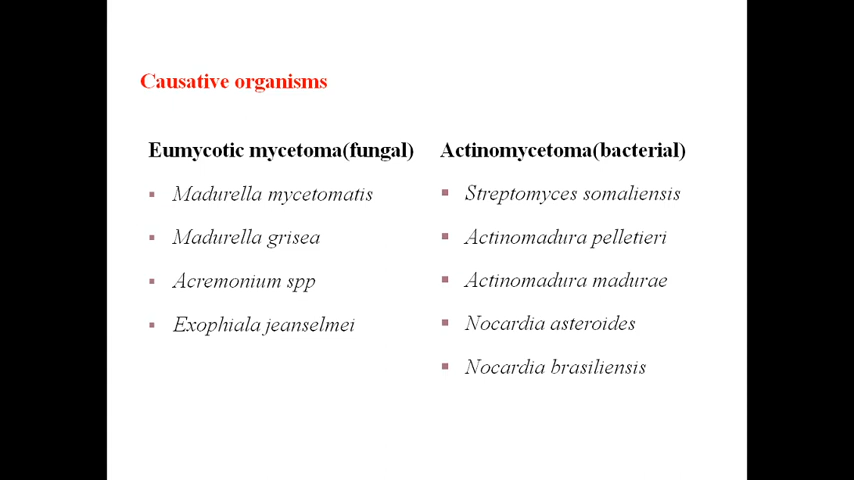 Causative organisms
Eumycotic mycetoma(fungal)
Madurella mycetomatis
Madurella grisea
Acremonium spp
Exophiala jeanselmei
Actinomycetoma(bacterial)
Streptomyces somaliensis
Actinomadura pelletieri
Actinomadura madurae
Nocardia asteroides
Nocardia brasiliensis